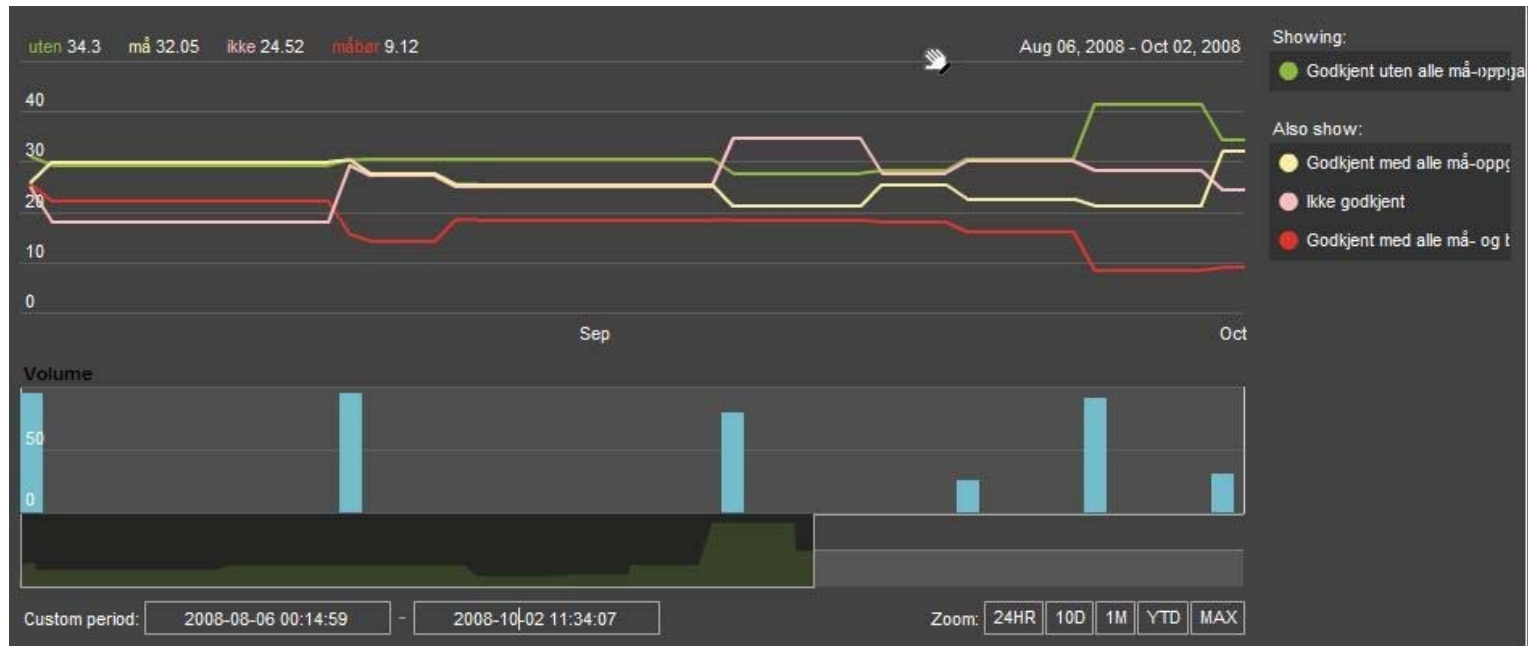 uten 34.3 må 32.05 ikke 24.52 måbør 9.12 Aug 06, 2008 - Oct 02, 2008
Showing:
Godkjent uten alle må-oppga
Also show:
Godkjent med alle må-oppg
Ikke godkjent
Godkjent med alle må- og b
40
30
20
10
0
Sep Oct
Volume
50
0
Custom period: 2008-08-06 00:14:59 - 2008-10-02 11:34:07 Zoom: 24HR 10D 1M YTD MAX